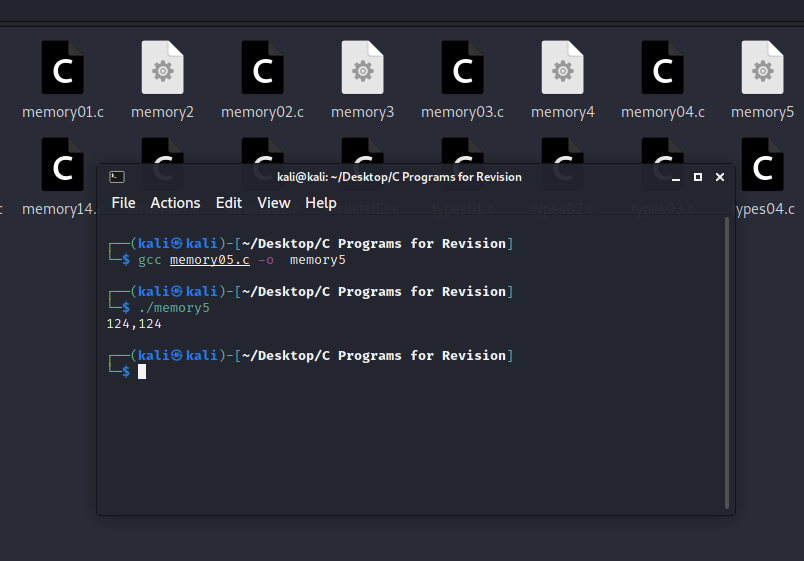 memory01.c memory2 memory02.c memory3 memory03.c memory4 memory04.c memory5
c memory14. types01.c types02.c types03.c ypes04.c
kali@kali: ~/Desktop/C Programs for Revision
File Actions Edit View Help
┌──(kali㉿kali)-[~/Desktop/C Programs for Revision]
└─$ gcc memory05.c -o  memory5
┌──(kali㉿kali)-[~/Desktop/C Programs for Revision]
└─$ ./memory5
124,124
┌──(kali㉿kali)-[~/Desktop/C Programs for Revision]
└─$